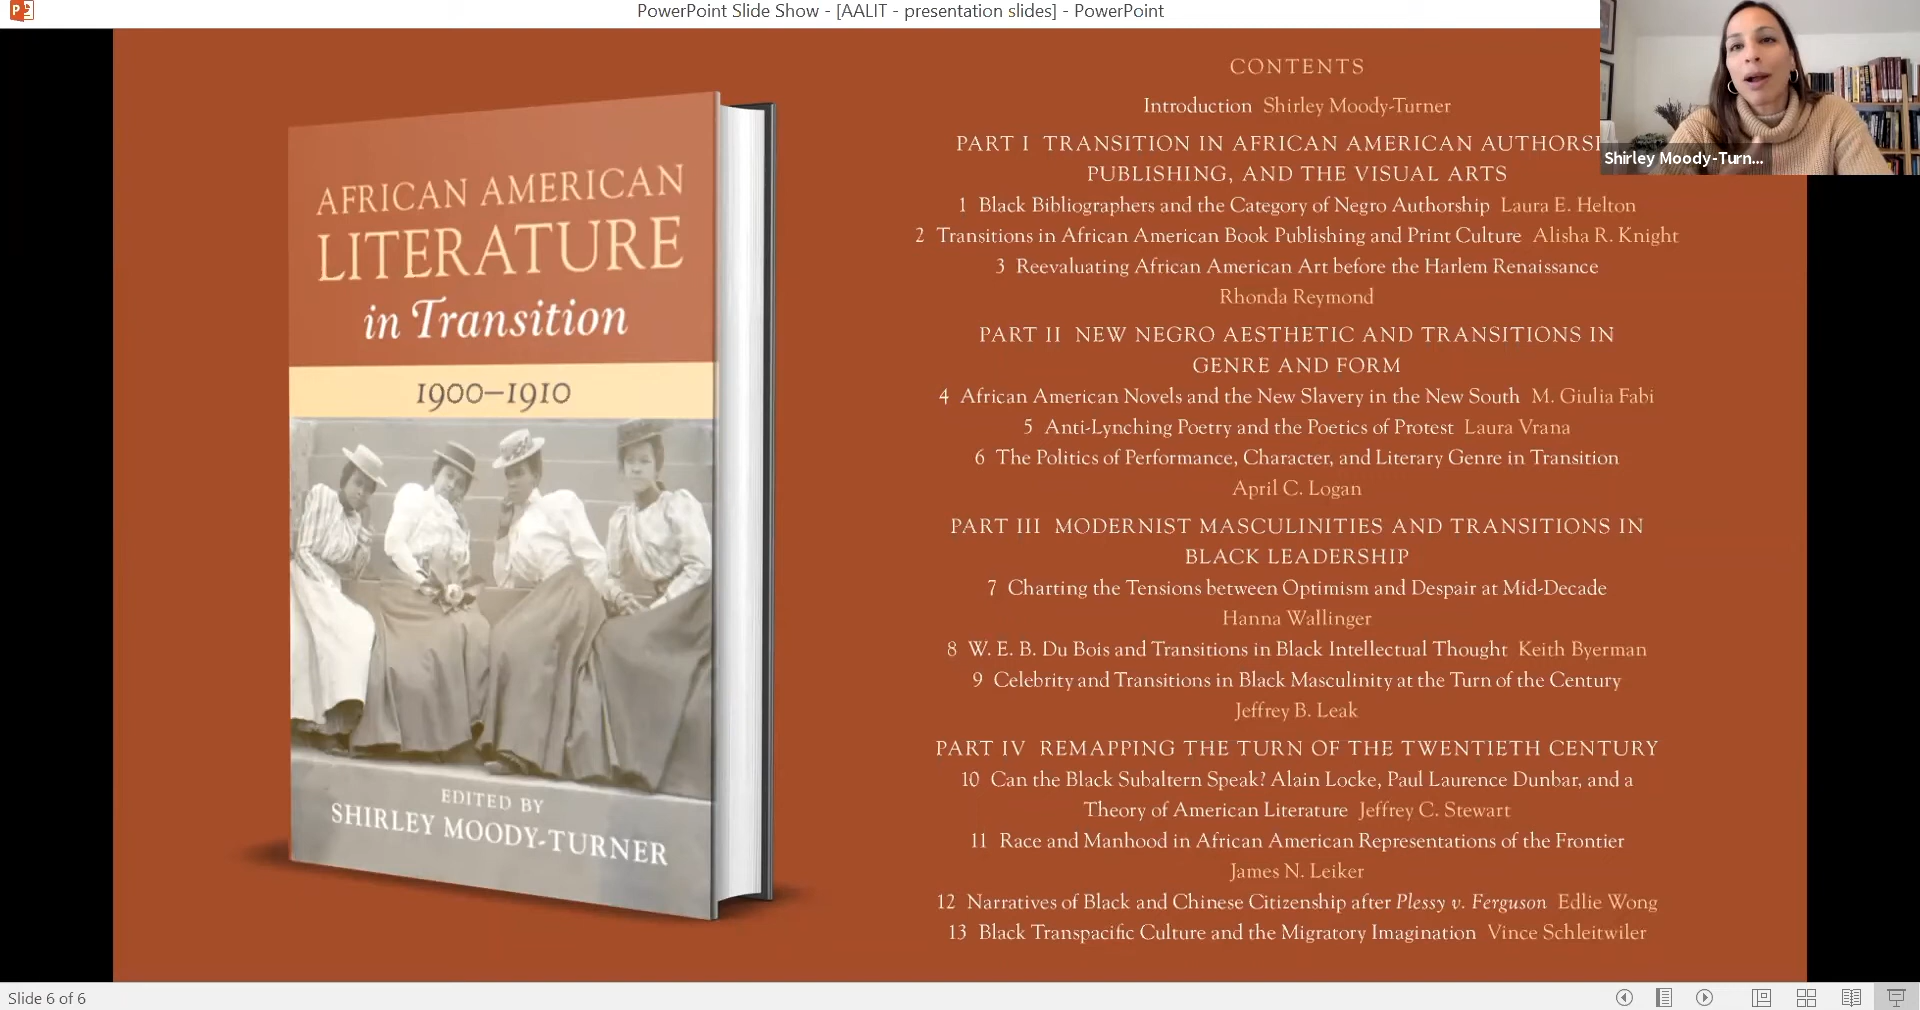 PowerPoint Slide Show - [AALIT - presentation slides] - PowerPoint
AFRICAN AMERICAN
LITERATURE
in Transition
1900–1910
EDITED BY
SHIRLEY MOODY-TURNER
CONTENTS
Introduction Shirley Moody-Turner
PART I TRANSITION IN AFRICAN AMERICAN AUTHORS
PUBLISHING, AND THE VISUAL ARTS
1 Black Bibliographers and the Category of Negro Authorship Laura E. Helton
2 Transitions in African American Book Publishing and Print Culture Alisha R. Knight
3 Reevaluating African American Art before the Harlem Renaissance
Rhonda Reymond
PART II NEW NEGRO AESTHETIC AND TRANSITIONS IN
GENRE AND FORM
4 African American Novels and the New Slavery in the New South M. Giulia Fabi
5 Anti-Lynching Poetry and the Poetics of Protest Laura Vrana
6 The Politics of Performance, Character, and Literary Genre in Transition
April C. Logan
PART III MODERNIST MASCULINITIES AND TRANSITIONS IN
BLACK LEADERSHIP
7 Charting the Tensions between Optimism and Despair at Mid-Decade
Hanna Wallinger
8 W. E. B. Du Bois and Transitions in Black Intellectual Thought Keith Byerman
9 Celebrity and Transitions in Black Masculinity at the Turn of the Century
Jeffrey B. Leak
PART IV REMAPPING THE TURN OF THE TWENTIETH CENTURY
10 Can the Black Subaltern Speak? Alain Locke, Paul Laurence Dunbar, and a
Theory of American Literature Jeffrey C. Stewart
11 Race and Manhood in African American Representations of the Frontier
James N. Leiker
12 Narratives of Black and Chinese Citizenship after Plessy v. Ferguson Edlie Wong
13 Black Transpacific Culture and the Migratory Imagination Vince Schleitwiler
Shirley Moody-Turn...
Slide 6 of 6